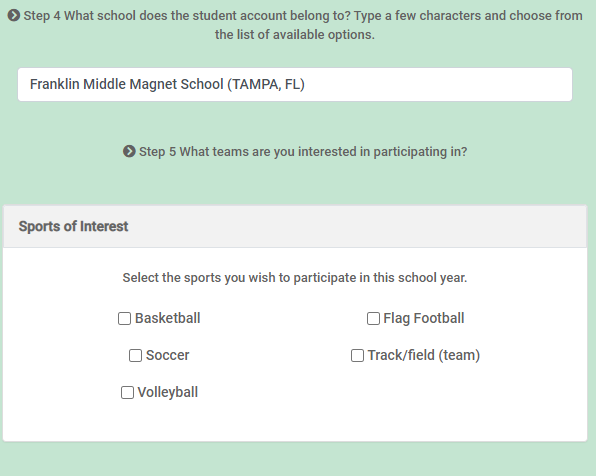 Step 4 What school does the student account belong to? Type a few characters and choose from
the list of available options.
Franklin Middle Magnet School (TAMPA, FL)
Step 5 What teams are you interested in participating in?
Sports of Interest
Select the sports you wish to participate in this school year.
Basketball
Flag Football
Soccer
Track/field (team)
Volleyball